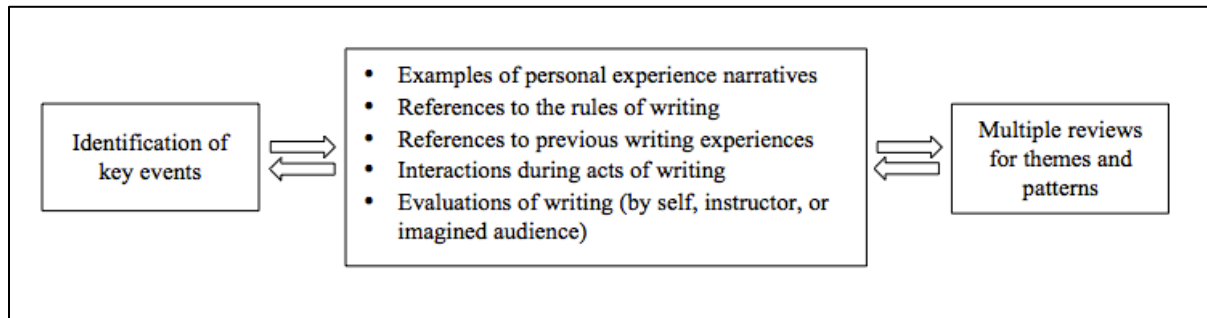 Identification of
key events
• Examples of personal experience narratives
• References to the rules of writing
• References to previous writing experiences
• Interactions during acts of writing
• Evaluations of writing (by self, instructor, or
imagined audience)
Multiple reviews
for themes and
patterns